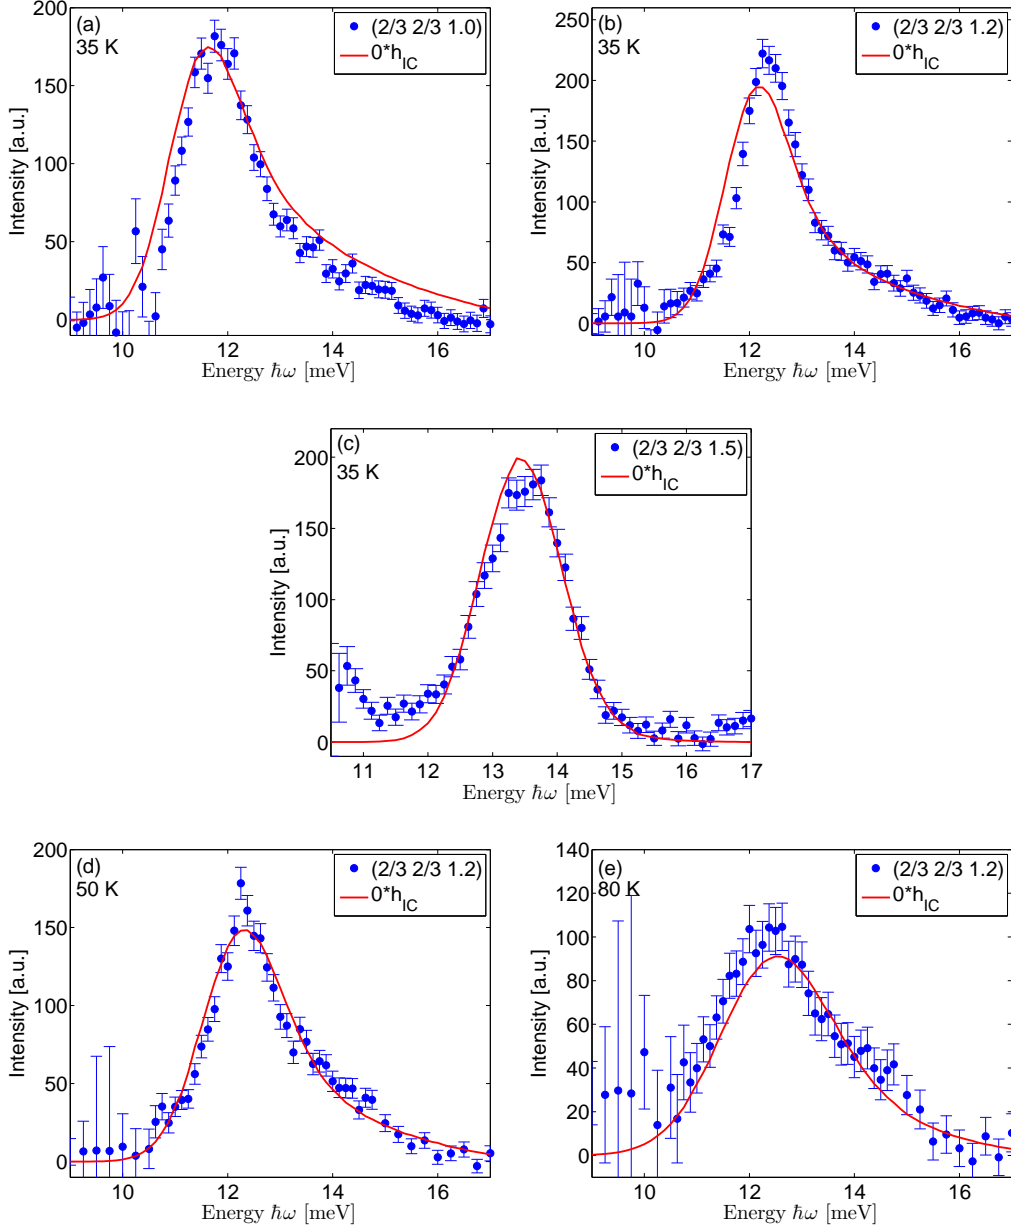 (a)
35 K
(2/3 2/3 1.0)
0*h_IC
200
150
100
50
0
10 12 14 16
Intensity [a.u.]
Energy ℏω [meV]
(b)
35 K
(2/3 2/3 1.2)
0*h_IC
250
200
150
100
50
0
10 12 14 16
Intensity [a.u.]
Energy ℏω [meV]
(c)
35 K
(2/3 2/3 1.5)
0*h_IC
200
150
100
50
0
11 12 13 14 15 16 17
Intensity [a.u.]
Energy ℏω [meV]
(d)
50 K
(2/3 2/3 1.2)
0*h_IC
200
150
100
50
0
10 12 14 16
Intensity [a.u.]
Energy ℏω [meV]
(e)
80 K
(2/3 2/3 1.2)
0*h_IC
140
120
100
80
60
40
20
0
10 12 14 16
Intensity [a.u.]
Energy ℏω [meV]